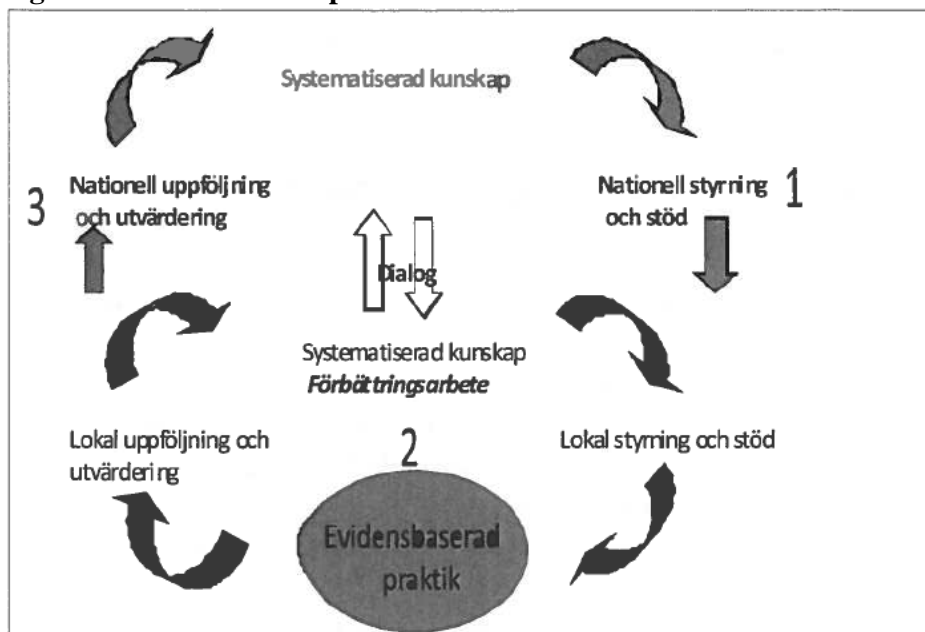 Systematiserad kunskap
Nationell uppföljning
och utvärdering
3
Nationell styrning
och stöd
1
Dialog
Systematiserad kunskap
Förbättringsarbete
Lokal uppföljning och
utvärdering
2
Lokal styrning och stöd
Evidensbaserad
praktik